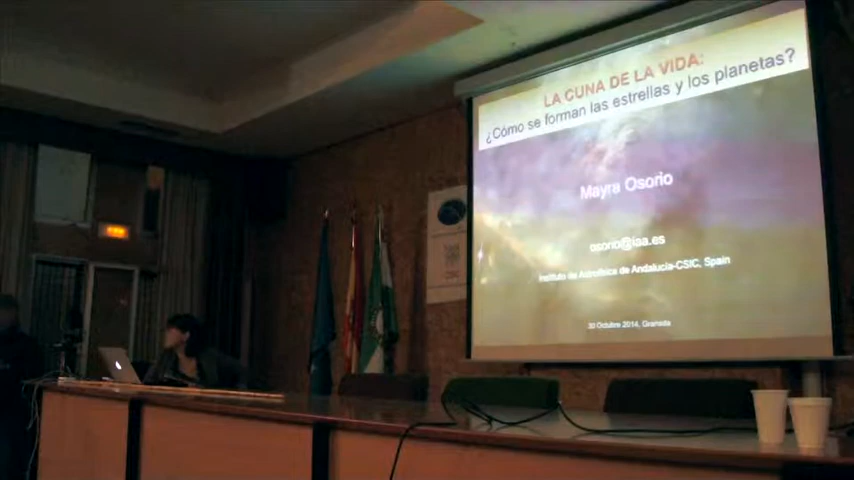 LA CUNA DE LA VIDA:
¿Cómo se forman las estrellas y los planetas?
Mayra Osorio
osorio@iaa.es
Instituto de Astrofísica de Andalucía-CSIC, Spain
30 Octubre 2014, Granada